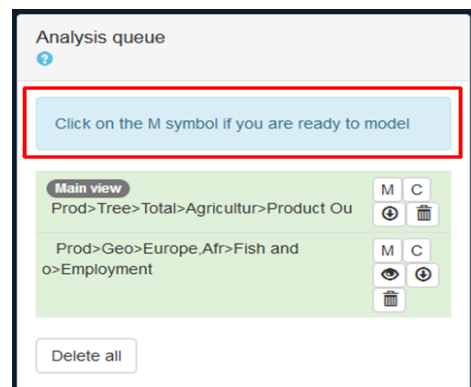 Analysis queue
?
Click on the M symbol if you are ready to model
Main view
M C
Prod>Tree>Total>Agricultur>Product Ou
Prod>Geo>Europe,Afr>Fish and
M C
o>Employment
Delete all